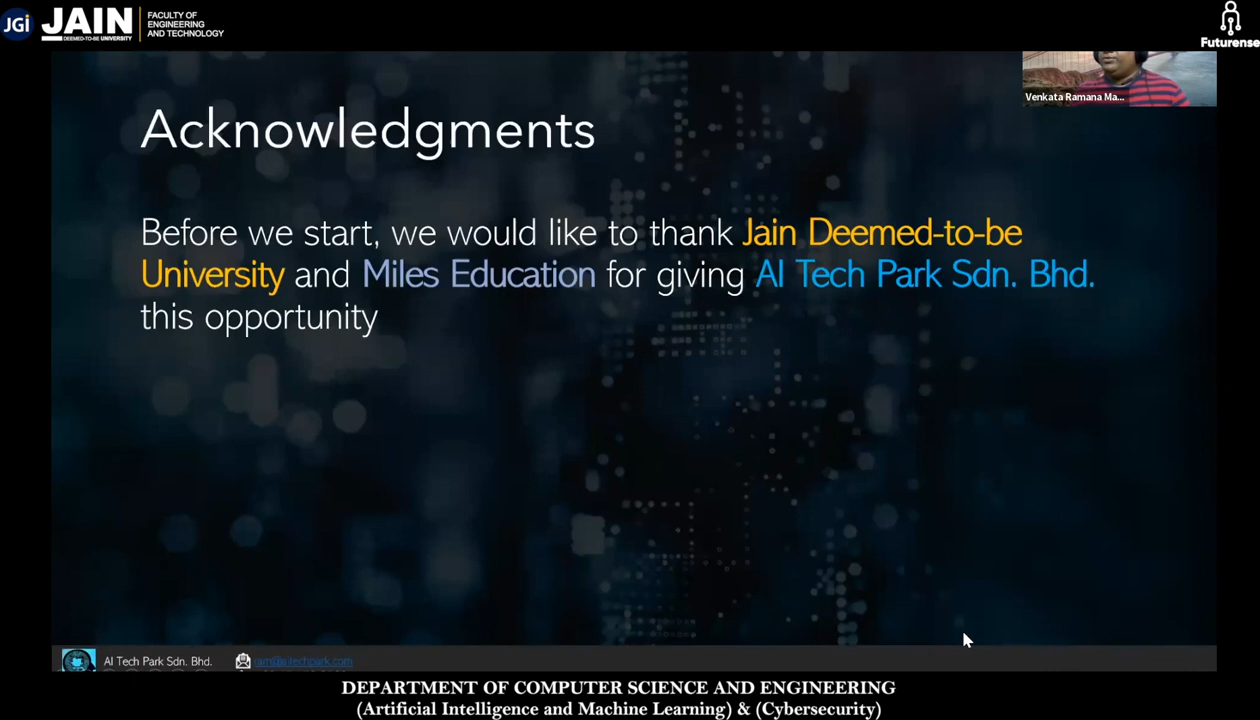 JGi JAIN
DEEMED-TO-BE UNIVERSITY
FACULTY OF
ENGINEERING
AND TECHNOLOGY
Futurense
Venkata Ramana Ma...
Acknowledgments
Before we start, we would like to thank Jain Deemed-to-be
University and Miles Education for giving AI Tech Park Sdn. Bhd.
this opportunity
AI Tech Park Sdn. Bhd.
ram@aitechpark.com
DEPARTMENT OF COMPUTER SCIENCE AND ENGINEERING
(Artificial Intelligence and Machine Learning) & (Cybersecurity)